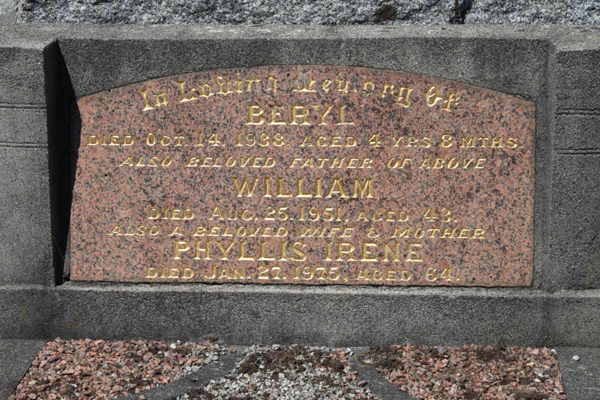 In Loving Memory Of
BERYL
DIED OCT. 14, 1938, AGED 4 YRS 8 MTHS.
ALSO BELOVED FATHER OF ABOVE
WILLIAM
DIED AUG. 25, 1951, AGED 43.
ALSO A BELOVED WIFE & MOTHER
PHYLLIS IRENE
DIED JAN. 27, 1975, AGED 64.